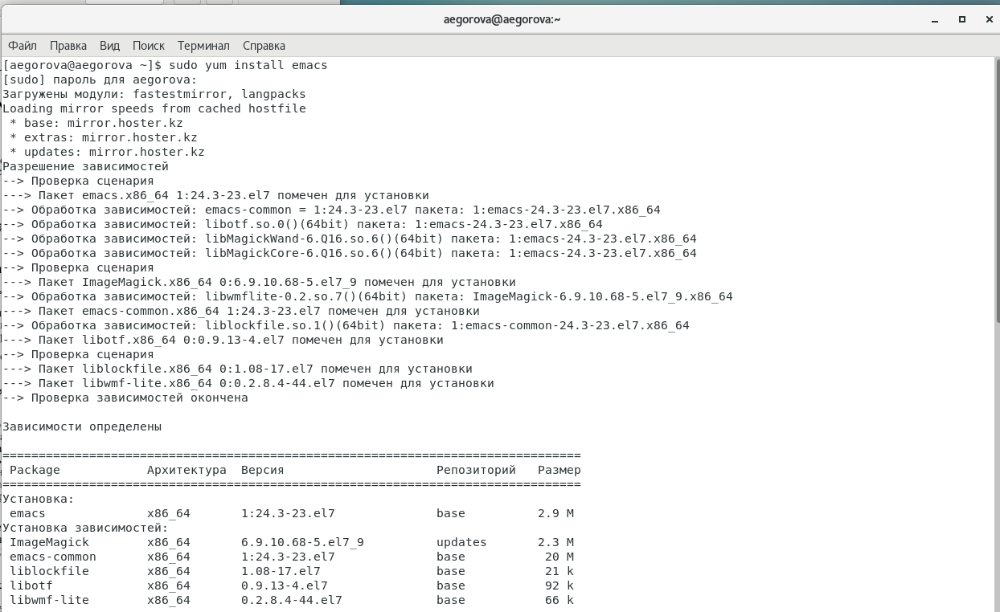 aegorova@aegorova:~
Файл Правка Вид Поиск Терминал Справка
[aegorova@aegorova ~]$ sudo yum install emacs
[sudo] пароль для aegorova:
Загружены модули: fastestmirror, langpacks
Loading mirror speeds from cached hostfile
 * base: mirror.hoster.kz
 * extras: mirror.hoster.kz
 * updates: mirror.hoster.kz
Разрешение зависимостей
--> Проверка сценария
---> Пакет emacs.x86_64 1:24.3-23.el7 помечен для установки
--> Обработка зависимостей: emacs-common = 1:24.3-23.el7 пакета: 1:emacs-24.3-23.el7.x86_64
--> Обработка зависимостей: libotf.so.0()(64bit) пакета: 1:emacs-24.3-23.el7.x86_64
--> Обработка зависимостей: libMagickWand-6.Q16.so.6()(64bit) пакета: 1:emacs-24.3-23.el7.x86_64
--> Обработка зависимостей: libMagickCore-6.Q16.so.6()(64bit) пакета: 1:emacs-24.3-23.el7.x86_64
--> Проверка сценария
---> Пакет ImageMagick.x86_64 0:6.9.10.68-5.el7_9 помечен для установки
--> Обработка зависимостей: libwmflite-0.2.so.7()(64bit) пакета: ImageMagick-6.9.10.68-5.el7_9.x86_64
---> Пакет emacs-common.x86_64 1:24.3-23.el7 помечен для установки
--> Обработка зависимостей: liblockfile.so.1()(64bit) пакета: 1:emacs-common-24.3-23.el7.x86_64
---> Пакет libotf.x86_64 0:0.9.13-4.el7 помечен для установки
--> Проверка сценария
---> Пакет liblockfile.x86_64 0:1.08-17.el7 помечен для установки
---> Пакет libwmf-lite.x86_64 0:0.2.8.4-44.el7 помечен для установки
--> Проверка зависимостей окончена
Зависимости определены
================================================================================
 Package            Архитектура  Версия                     Репозиторий   Размер
================================================================================
Установка:
 emacs              x86_64       1:24.3-23.el7              base          2.9 M
Установка зависимостей:
 ImageMagick        x86_64       6.9.10.68-5.el7_9          updates       2.3 M
 emacs-common       x86_64       1:24.3-23.el7              base           20 M
 liblockfile        x86_64       1.08-17.el7                base           21 k
 libotf             x86_64       0.9.13-4.el7               base           92 k
 libwmf-lite        x86_64       0.2.8.4-44.el7             base           66 k